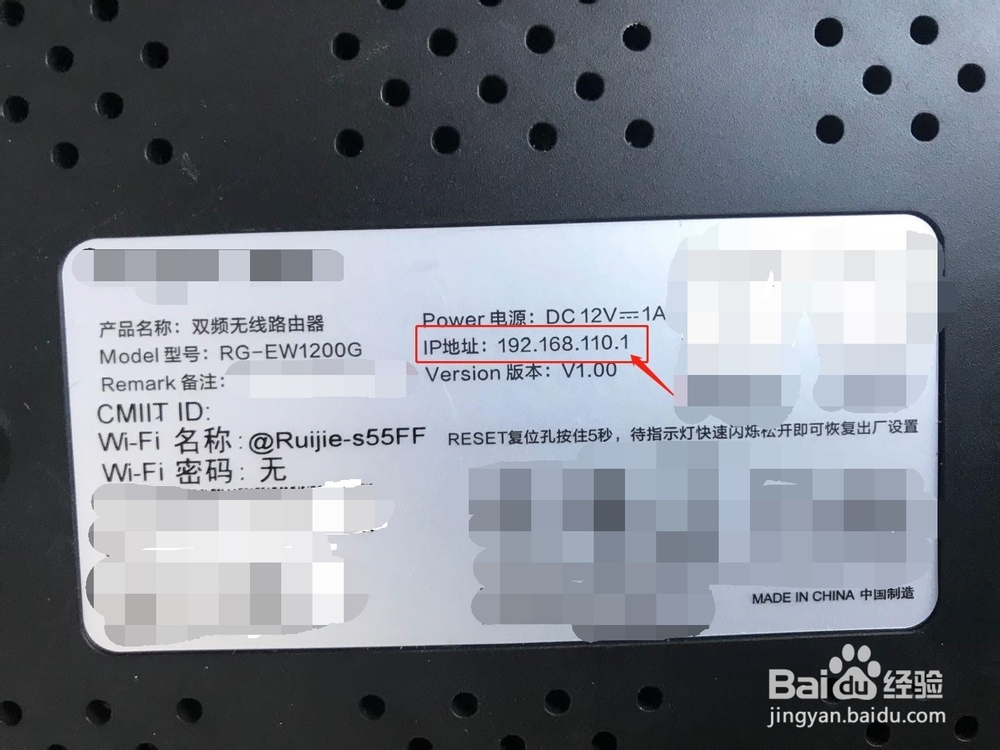 产品名称：双频无线路由器
Model 型号：RG-EW1200G
Remark 备注：
CMIIT ID:
Wi-Fi 名称：@Ruijie-s55FF
Wi-Fi 密码：无
Power 电源：DC 12V⎓1A
IP地址：192.168.110.1
Version 版本：V1.00
RESET复位孔按住5秒，待指示灯快速闪烁松开即可恢复出厂设置
MADE IN CHINA 中国制造
Baidu 经验
jingyan.baidu.com